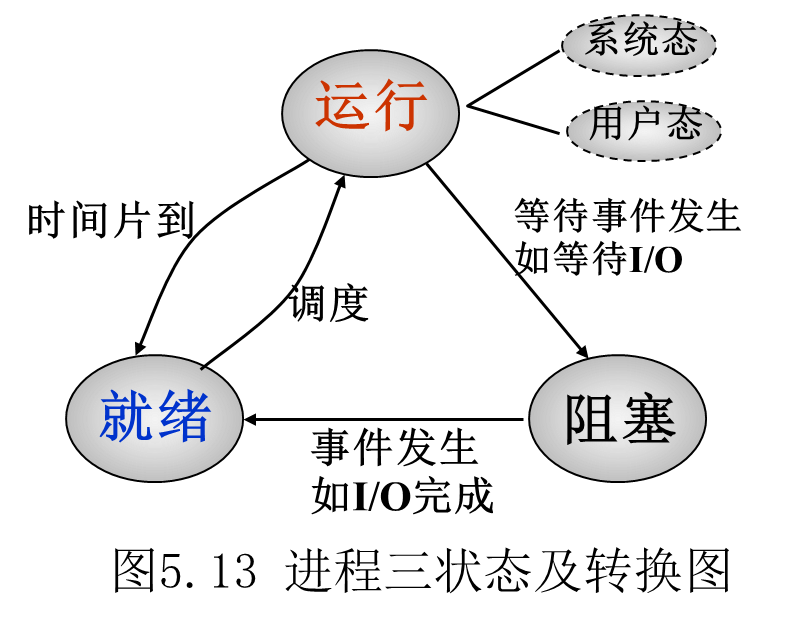 系统态
运行
用户态
时间片到
等待事件发生
如等待I/O
调度
就绪
阻塞
事件发生
如I/O完成
图5.13 进程三状态及转换图